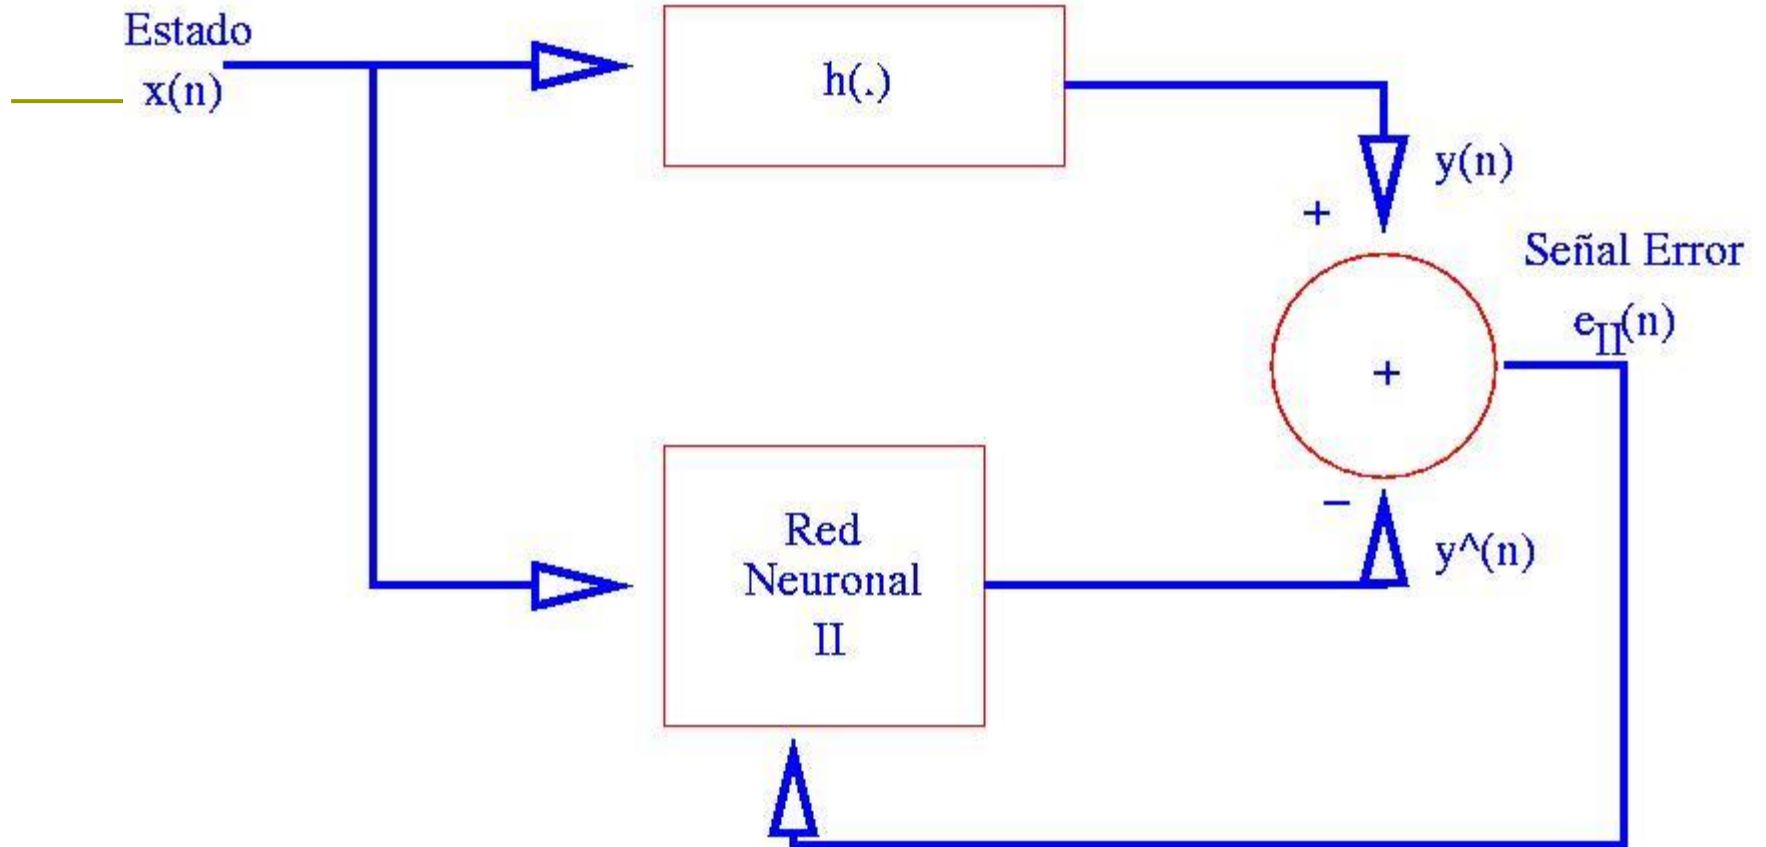 Estado
x(n)
h(.)
y(n)
+
Señal Error
e_II(n)
+
−
y^(n)
Red
Neuronal
II